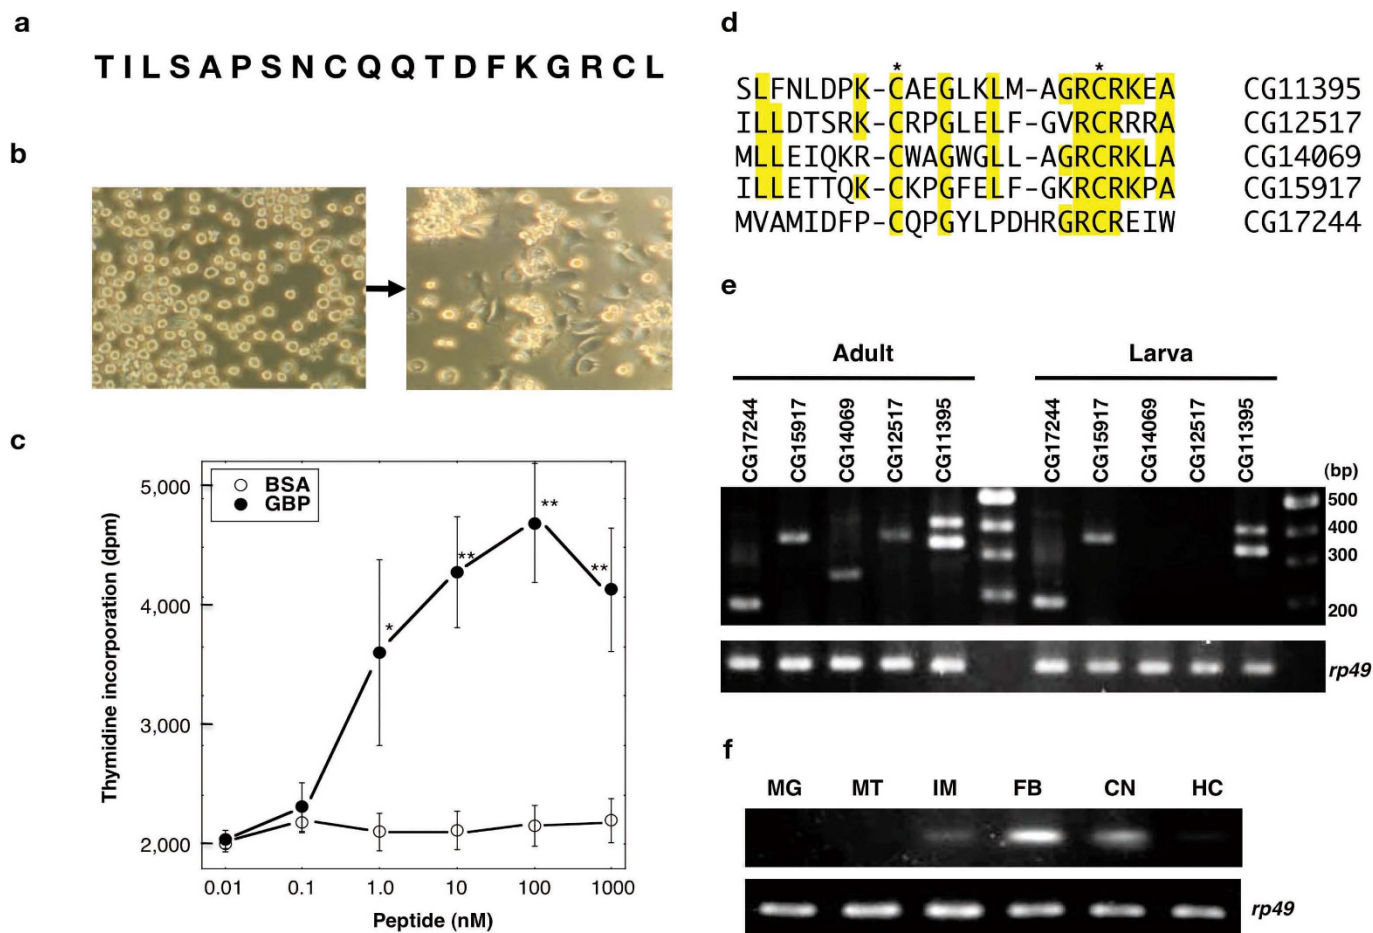 a
T I L S A P S N C Q Q T D F K G R C L
b
c
5,000
4,000
3,000
2,000
Thymidine incorporation (dpm)
BSA
GBP
*
**
**
**
0.01 0.1 1.0 10 100 1000
Peptide (nM)
d
* *
SLFNLDPK-CAEGLKLM-AGRCRKEA CG11395
ILLDTSRK-CRPGLELF-GVRCRRRA CG12517
MLLEIQKR-CWAGWGLL-AGRCRKLA CG14069
ILLETTQK-CKPGFELF-GKRCRKPA CG15917
MVAMIDFP-CQPGYLPDHRGRCREIW CG17244
e
Adult Larva
CG17244 CG15917 CG14069 CG12517 CG11395 CG17244 CG15917 CG14069 CG12517 CG11395
(bp)
500
400
300
200
rp49
f
MG MT IM FB CN HC
rp49